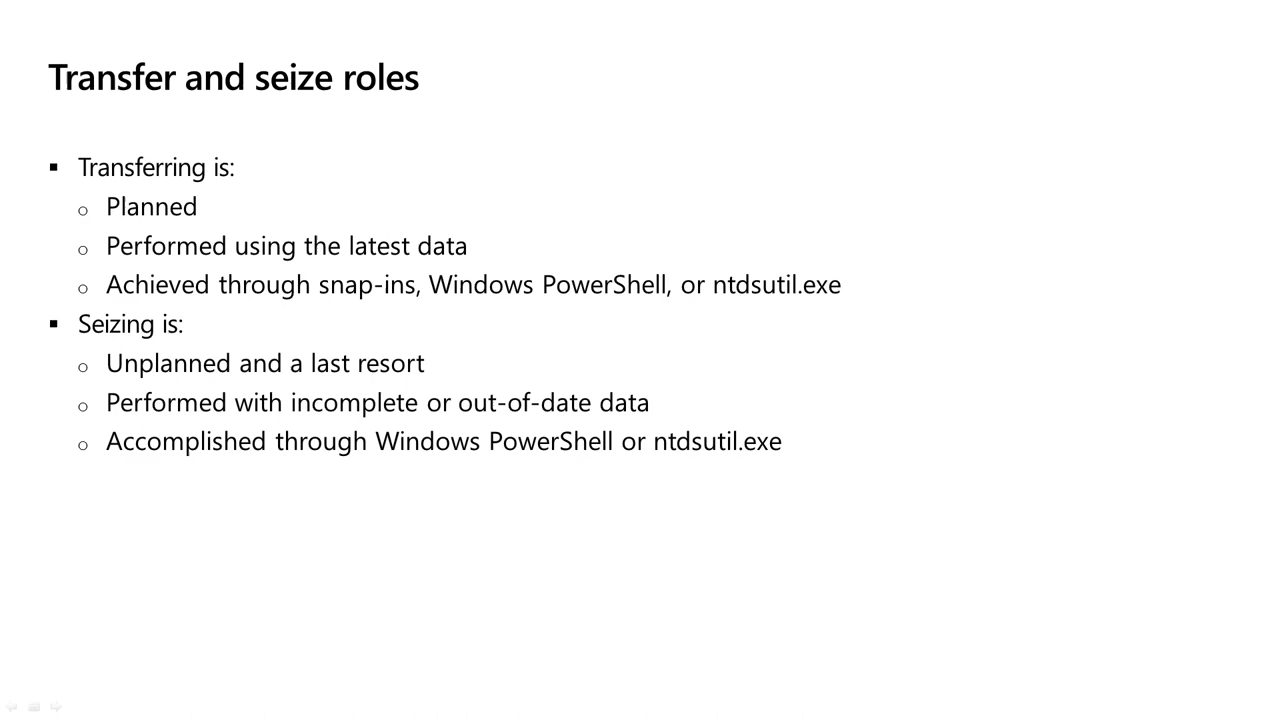 Transfer and seize roles
▪ Transferring is:
o Planned
o Performed using the latest data
o Achieved through snap-ins, Windows PowerShell, or ntdsutil.exe
▪ Seizing is:
o Unplanned and a last resort
o Performed with incomplete or out-of-date data
o Accomplished through Windows PowerShell or ntdsutil.exe